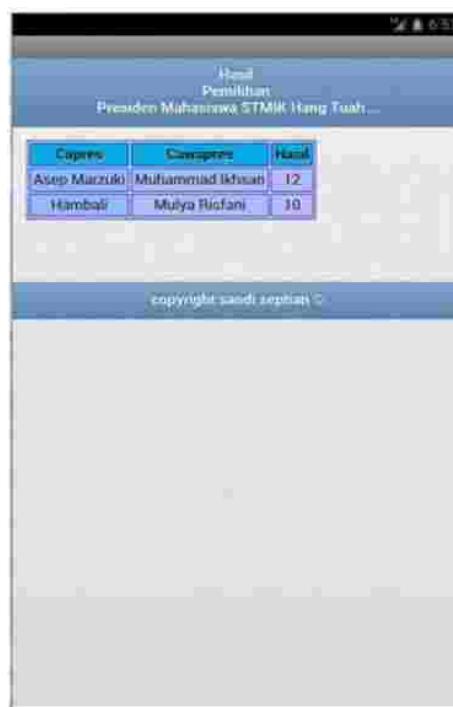 Hasil
Pemilihan
Presiden Mahasiswa STMIK Hang Tuah ...
Capres Cawapres Hasil
Asep Marzuki Muhammad Ikhsan 12
Hambali Mulya Risfani 10
copyright sandi septian